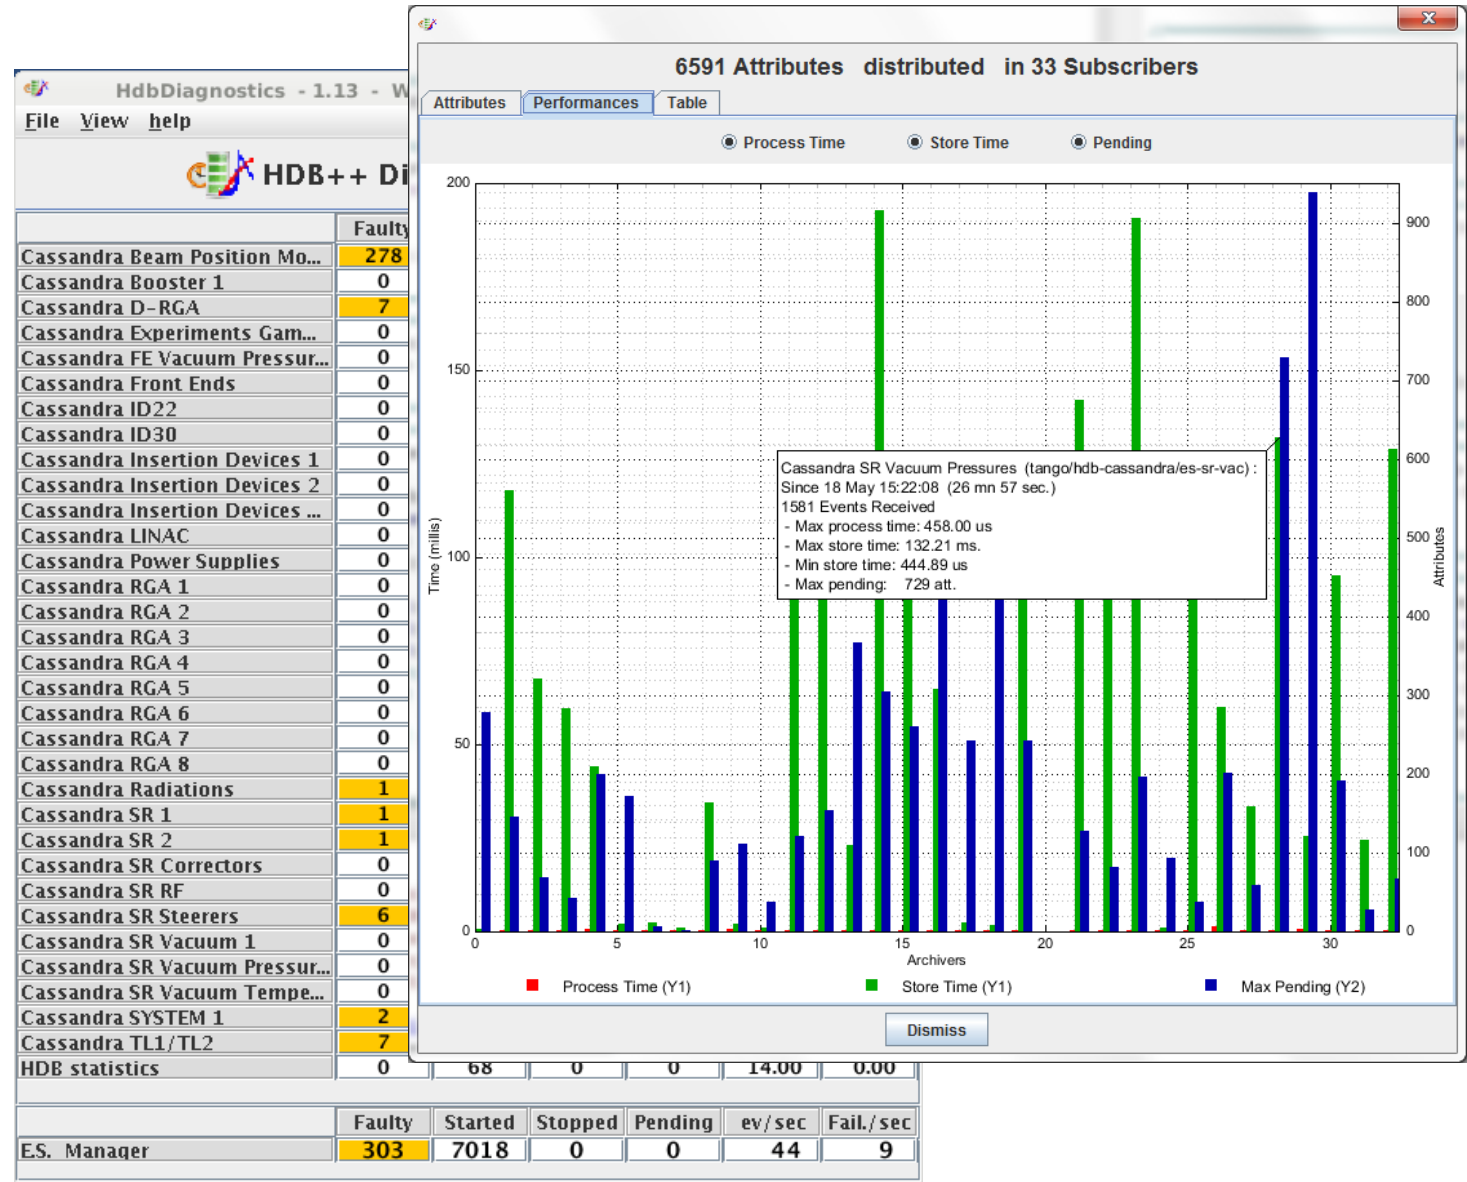 6591 Attributes distributed in 33 Subscribers
Attributes Performances Table
Process Time Store Time Pending
200
150
100
50
0
Time (millis)
900
800
700
600
500
400
300
200
100
0
Attributes
Cassandra SR Vacuum Pressures (tango/hdb-cassandra/es-sr-vac) :
Since 18 May 15:22:08 (26 mn 57 sec.)
1581 Events Received
- Max process time: 458.00 us
- Max store time: 132.21 ms.
- Min store time: 444.89 us
- Max pending: 729 att.
0 5 10 15 20 25 30
Archivers
Process Time (Y1) Store Time (Y1) Max Pending (Y2)
Dismiss
HdbDiagnostics - 1.13 - W
File View help
HDB++ Di
Faulty
Cassandra Beam Position Mo... 278
Cassandra Booster 1 0
Cassandra D-RGA 7
Cassandra Experiments Gam... 0
Cassandra FE Vacuum Pressur... 0
Cassandra Front Ends 0
Cassandra ID22 0
Cassandra ID30 0
Cassandra Insertion Devices 1 0
Cassandra Insertion Devices 2 0
Cassandra Insertion Devices ... 0
Cassandra LINAC 0
Cassandra Power Supplies 0
Cassandra RGA 1 0
Cassandra RGA 2 0
Cassandra RGA 3 0
Cassandra RGA 4 0
Cassandra RGA 5 0
Cassandra RGA 6 0
Cassandra RGA 7 0
Cassandra RGA 8 0
Cassandra Radiations 1
Cassandra SR 1 1
Cassandra SR 2 1
Cassandra SR Correctors 0
Cassandra SR RF 0
Cassandra SR Steerers 6
Cassandra SR Vacuum 1 0
Cassandra SR Vacuum Pressur... 0
Cassandra SR Vacuum Tempe... 0
Cassandra SYSTEM 1 2
Cassandra TL1/TL2 7
HDB statistics 0 68 0 0 14.00 0.00
Faulty Started Stopped Pending ev/sec Fail./sec
E.S. Manager 303 7018 0 0 44 9